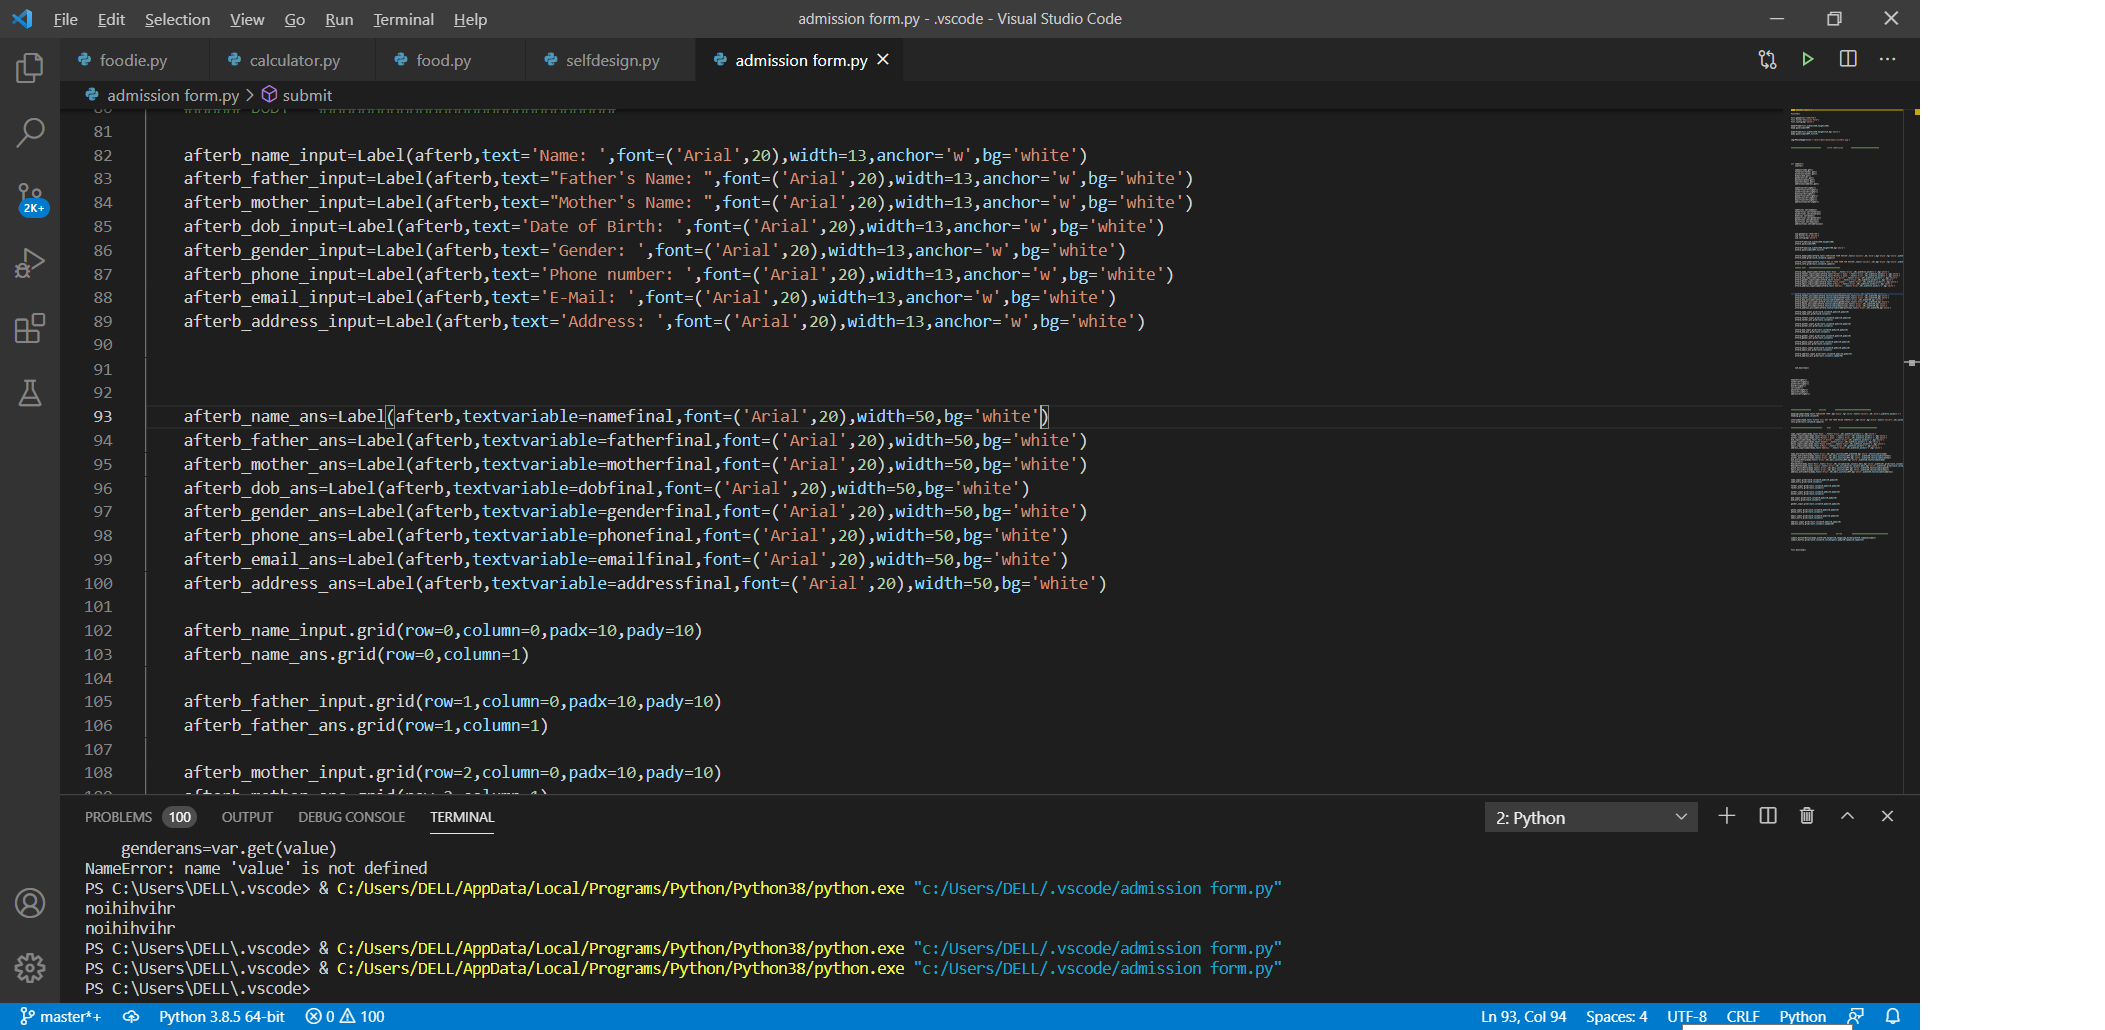 File Edit Selection View Go Run Terminal Help admission form.py - .vscode - Visual Studio Code
foodie.py calculator.py food.py selfdesign.py admission form.py
admission form.py > submit
81
82 afterb_name_input=Label(afterb,text='Name: ',font=('Arial',20),width=13,anchor='w',bg='white')
83 afterb_father_input=Label(afterb,text="Father's Name: ",font=('Arial',20),width=13,anchor='w',bg='white')
84 afterb_mother_input=Label(afterb,text="Mother's Name: ",font=('Arial',20),width=13,anchor='w',bg='white')
85 afterb_dob_input=Label(afterb,text='Date of Birth: ',font=('Arial',20),width=13,anchor='w',bg='white')
86 afterb_gender_input=Label(afterb,text='Gender: ',font=('Arial',20),width=13,anchor='w',bg='white')
87 afterb_phone_input=Label(afterb,text='Phone number: ',font=('Arial',20),width=13,anchor='w',bg='white')
88 afterb_email_input=Label(afterb,text='E-Mail: ',font=('Arial',20),width=13,anchor='w',bg='white')
89 afterb_address_input=Label(afterb,text='Address: ',font=('Arial',20),width=13,anchor='w',bg='white')
90
91
92
93 afterb_name_ans=Label(afterb,textvariable=namefinal,font=('Arial',20),width=50,bg='white')
94 afterb_father_ans=Label(afterb,textvariable=fatherfinal,font=('Arial',20),width=50,bg='white')
95 afterb_mother_ans=Label(afterb,textvariable=motherfinal,font=('Arial',20),width=50,bg='white')
96 afterb_dob_ans=Label(afterb,textvariable=dobfinal,font=('Arial',20),width=50,bg='white')
97 afterb_gender_ans=Label(afterb,textvariable=genderfinal,font=('Arial',20),width=50,bg='white')
98 afterb_phone_ans=Label(afterb,textvariable=phonefinal,font=('Arial',20),width=50,bg='white')
99 afterb_email_ans=Label(afterb,textvariable=emailfinal,font=('Arial',20),width=50,bg='white')
100 afterb_address_ans=Label(afterb,textvariable=addressfinal,font=('Arial',20),width=50,bg='white')
101
102 afterb_name_input.grid(row=0,column=0,padx=10,pady=10)
103 afterb_name_ans.grid(row=0,column=1)
104
105 afterb_father_input.grid(row=1,column=0,padx=10,pady=10)
106 afterb_father_ans.grid(row=1,column=1)
107
108 afterb_mother_input.grid(row=2,column=0,padx=10,pady=10)
2K+
PROBLEMS 100 OUTPUT DEBUG CONSOLE TERMINAL 2: Python
genderans=var.get(value)
NameError: name 'value' is not defined
PS C:\Users\DELL\.vscode> & C:/Users/DELL/AppData/Local/Programs/Python/Python38/python.exe "c:/Users/DELL/.vscode/admission form.py"
noihihvihr
noihihvihr
PS C:\Users\DELL\.vscode> & C:/Users/DELL/AppData/Local/Programs/Python/Python38/python.exe "c:/Users/DELL/.vscode/admission form.py"
PS C:\Users\DELL\.vscode> & C:/Users/DELL/AppData/Local/Programs/Python/Python38/python.exe "c:/Users/DELL/.vscode/admission form.py"
PS C:\Users\DELL\.vscode>
master*+ Python 3.8.5 64-bit 0 100 Ln 93, Col 94 Spaces: 4 UTF-8 CRLF Python